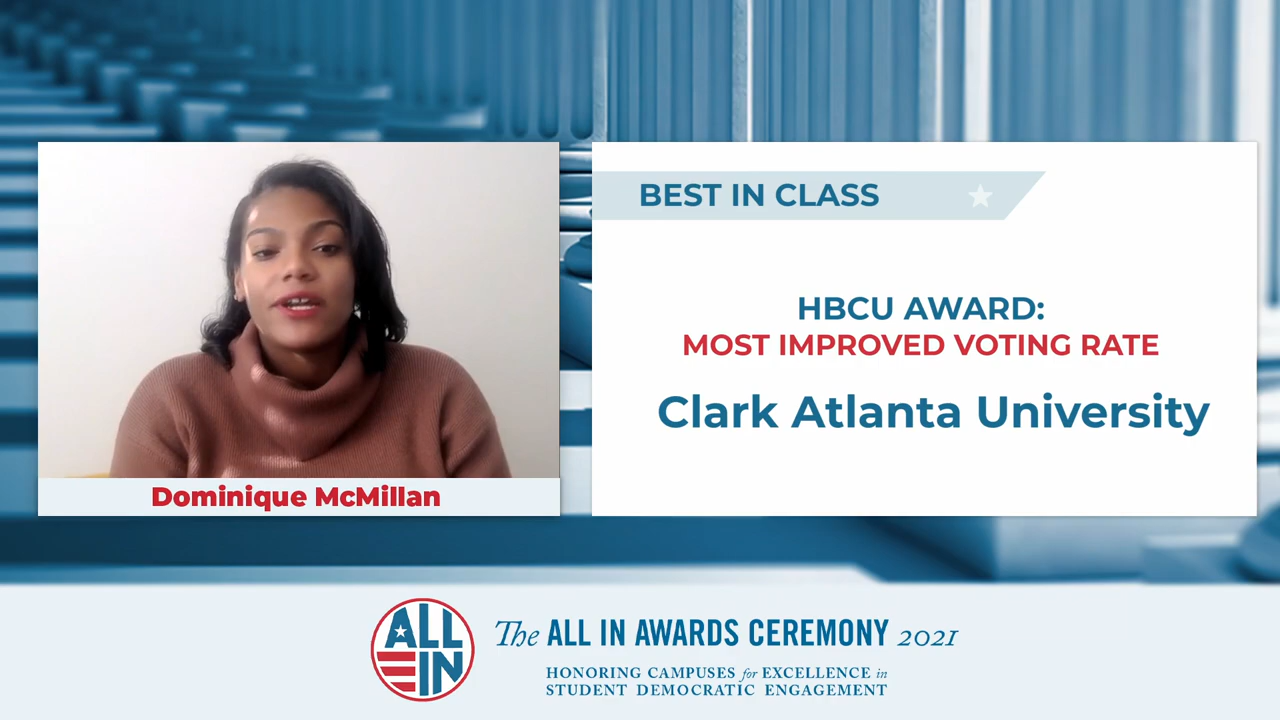 BEST IN CLASS
HBCU AWARD:
MOST IMPROVED VOTING RATE
Clark Atlanta University
Dominique McMillan
ALL
IN
The ALL IN AWARDS CEREMONY 2021
HONORING CAMPUSES for EXCELLENCE in
STUDENT DEMOCRATIC ENGAGEMENT